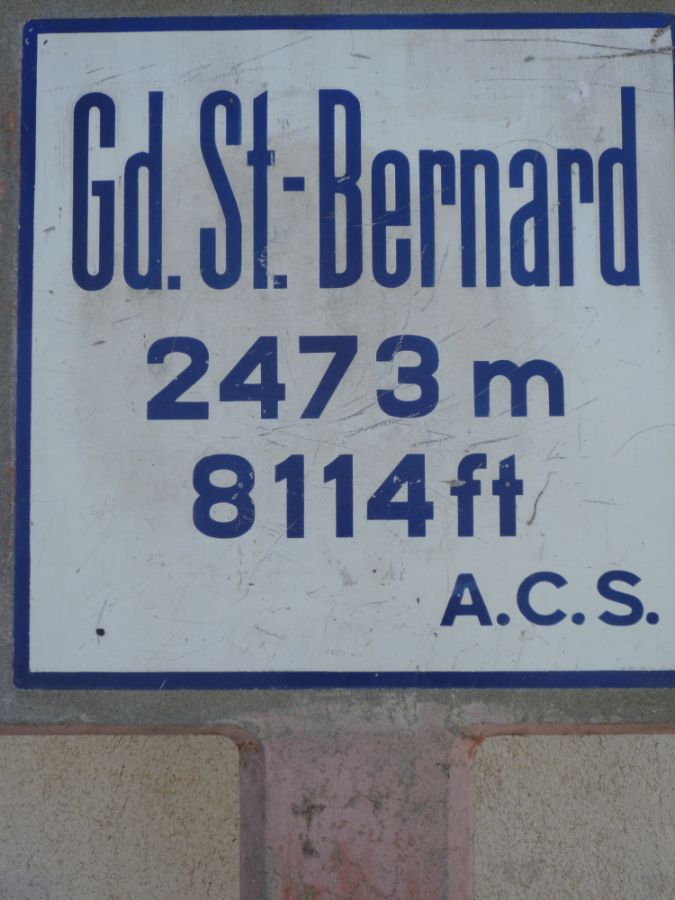 Gd. St.-Bernard
2473 m
8114 ft
A.C.S.